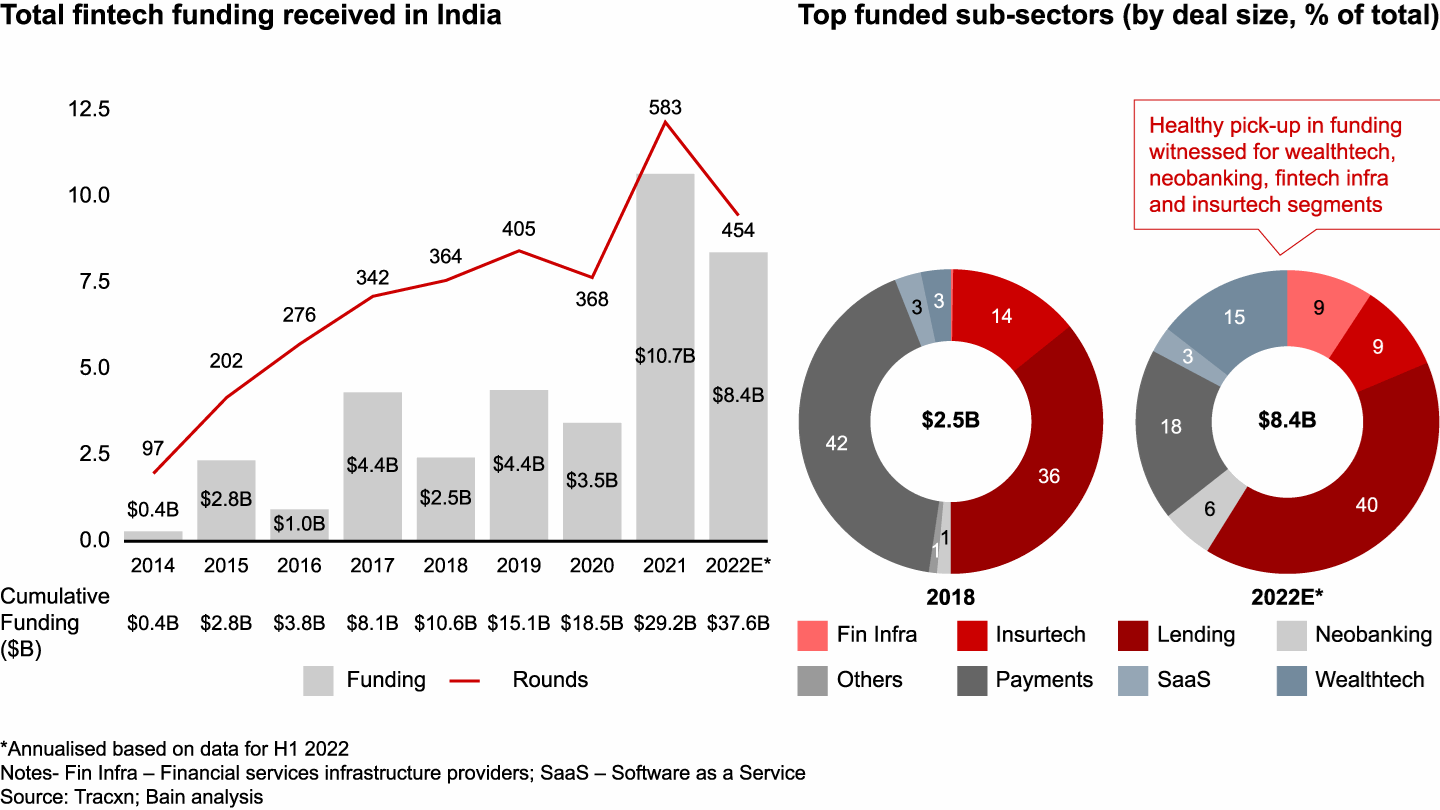 Total fintech funding received in India
12.5
10.0
7.5
5.0
2.5
0.0
97
202
276
342
364
405
368
583
454
$0.4B
$2.8B
$1.0B
$4.4B
$2.5B
$4.4B
$3.5B
$10.7B
$8.4B
2014 2015 2016 2017 2018 2019 2020 2021 2022E*
Cumulative
Funding
($B)
$0.4B $2.8B $3.8B $8.1B $10.6B $15.1B $18.5B $29.2B $37.6B
Funding Rounds
Top funded sub-sectors (by deal size, % of total)
Healthy pick-up in funding
witnessed for wealthtech,
neobanking, fintech infra
and insurtech segments
3
3
14
36
1
1
42
$2.5B
2018
9
9
40
6
18
3
15
$8.4B
2022E*
Fin Infra Insurtech Lending Neobanking
Others Payments SaaS Wealthtech
*Annualised based on data for H1 2022
Notes- Fin Infra – Financial services infrastructure providers; SaaS – Software as a Service
Source: Tracxn; Bain analysis